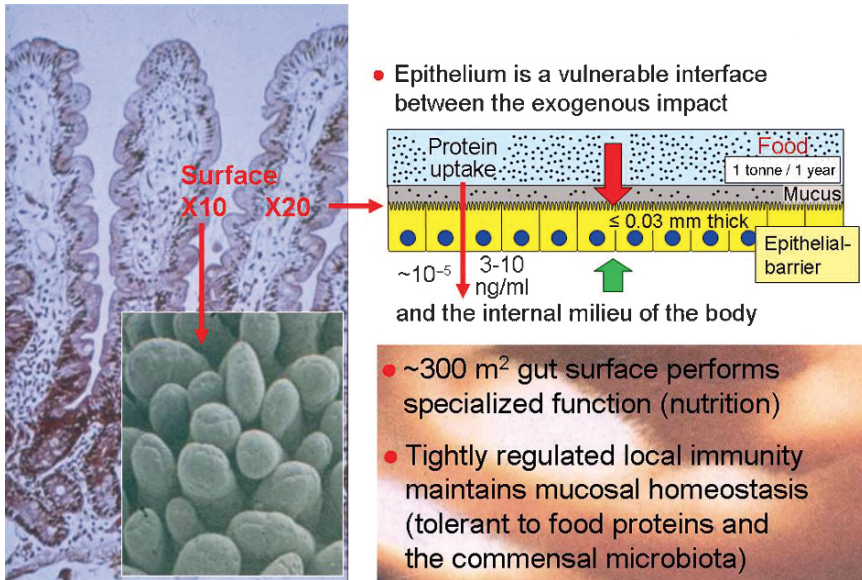 Surface
X10 X20
• Epithelium is a vulnerable interface
between the exogenous impact
Protein
uptake
Food
1 tonne / 1 year
Mucus
≤ 0.03 mm thick
Epithelial-
barrier
~10⁻⁵
3-10
ng/ml
and the internal milieu of the body
• ~300 m² gut surface performs
specialized function (nutrition)
• Tightly regulated local immunity
maintains mucosal homeostasis
(tolerant to food proteins and
the commensal microbiota)